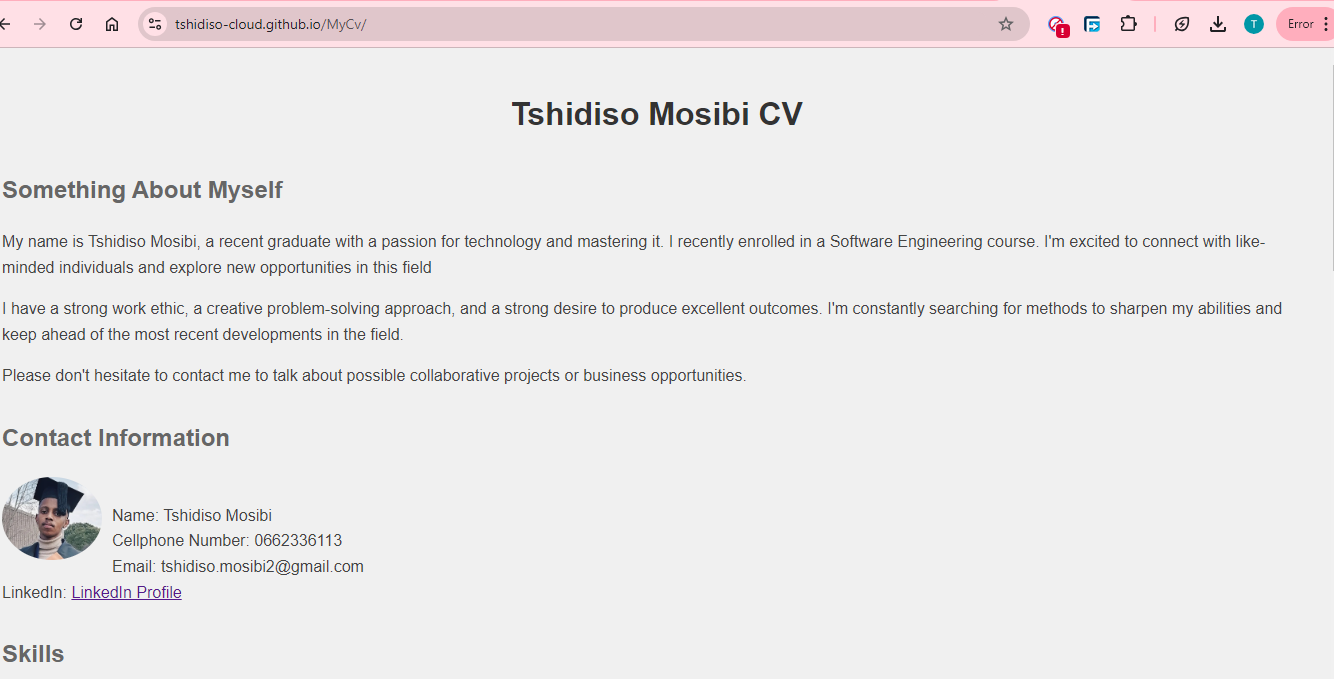 tshidiso-cloud.github.io/MyCv/
T
Error
Tshidiso Mosibi CV
Something About Myself
My name is Tshidiso Mosibi, a recent graduate with a passion for technology and mastering it. I recently enrolled in a Software Engineering course. I'm excited to connect with like-
minded individuals and explore new opportunities in this field
I have a strong work ethic, a creative problem-solving approach, and a strong desire to produce excellent outcomes. I'm constantly searching for methods to sharpen my abilities and
keep ahead of the most recent developments in the field.
Please don't hesitate to contact me to talk about possible collaborative projects or business opportunities.
Contact Information
Name: Tshidiso Mosibi
Cellphone Number: 0662336113
Email: tshidiso.mosibi2@gmail.com
LinkedIn: LinkedIn Profile
Skills